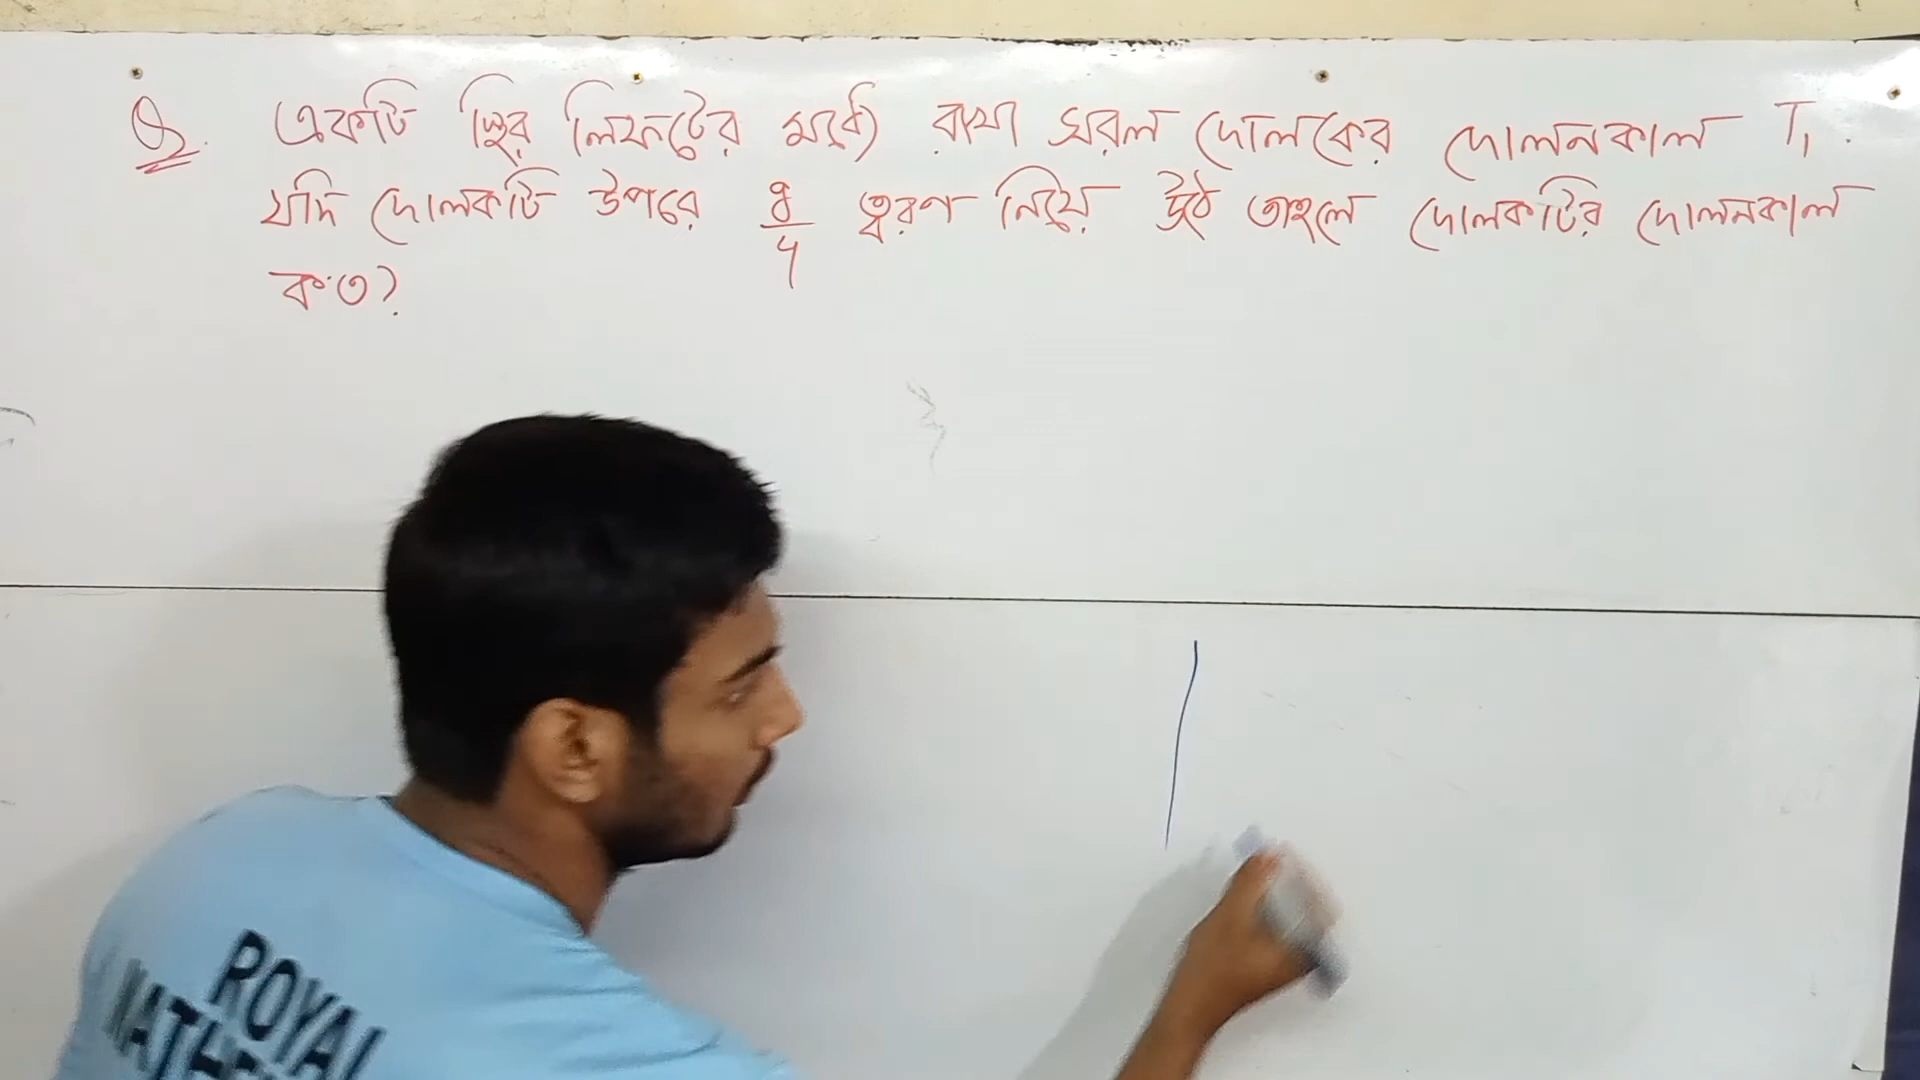 Q. একটি স্থির লিফটের মধ্যে রাখা সরল দোলকের দোলনকাল T₁.
যদি দোলকটি উপরে g/4 ত্বরণ নিয়ে উঠে তাহলে দোলকটির দোলনকাল
কত?
ROYAL